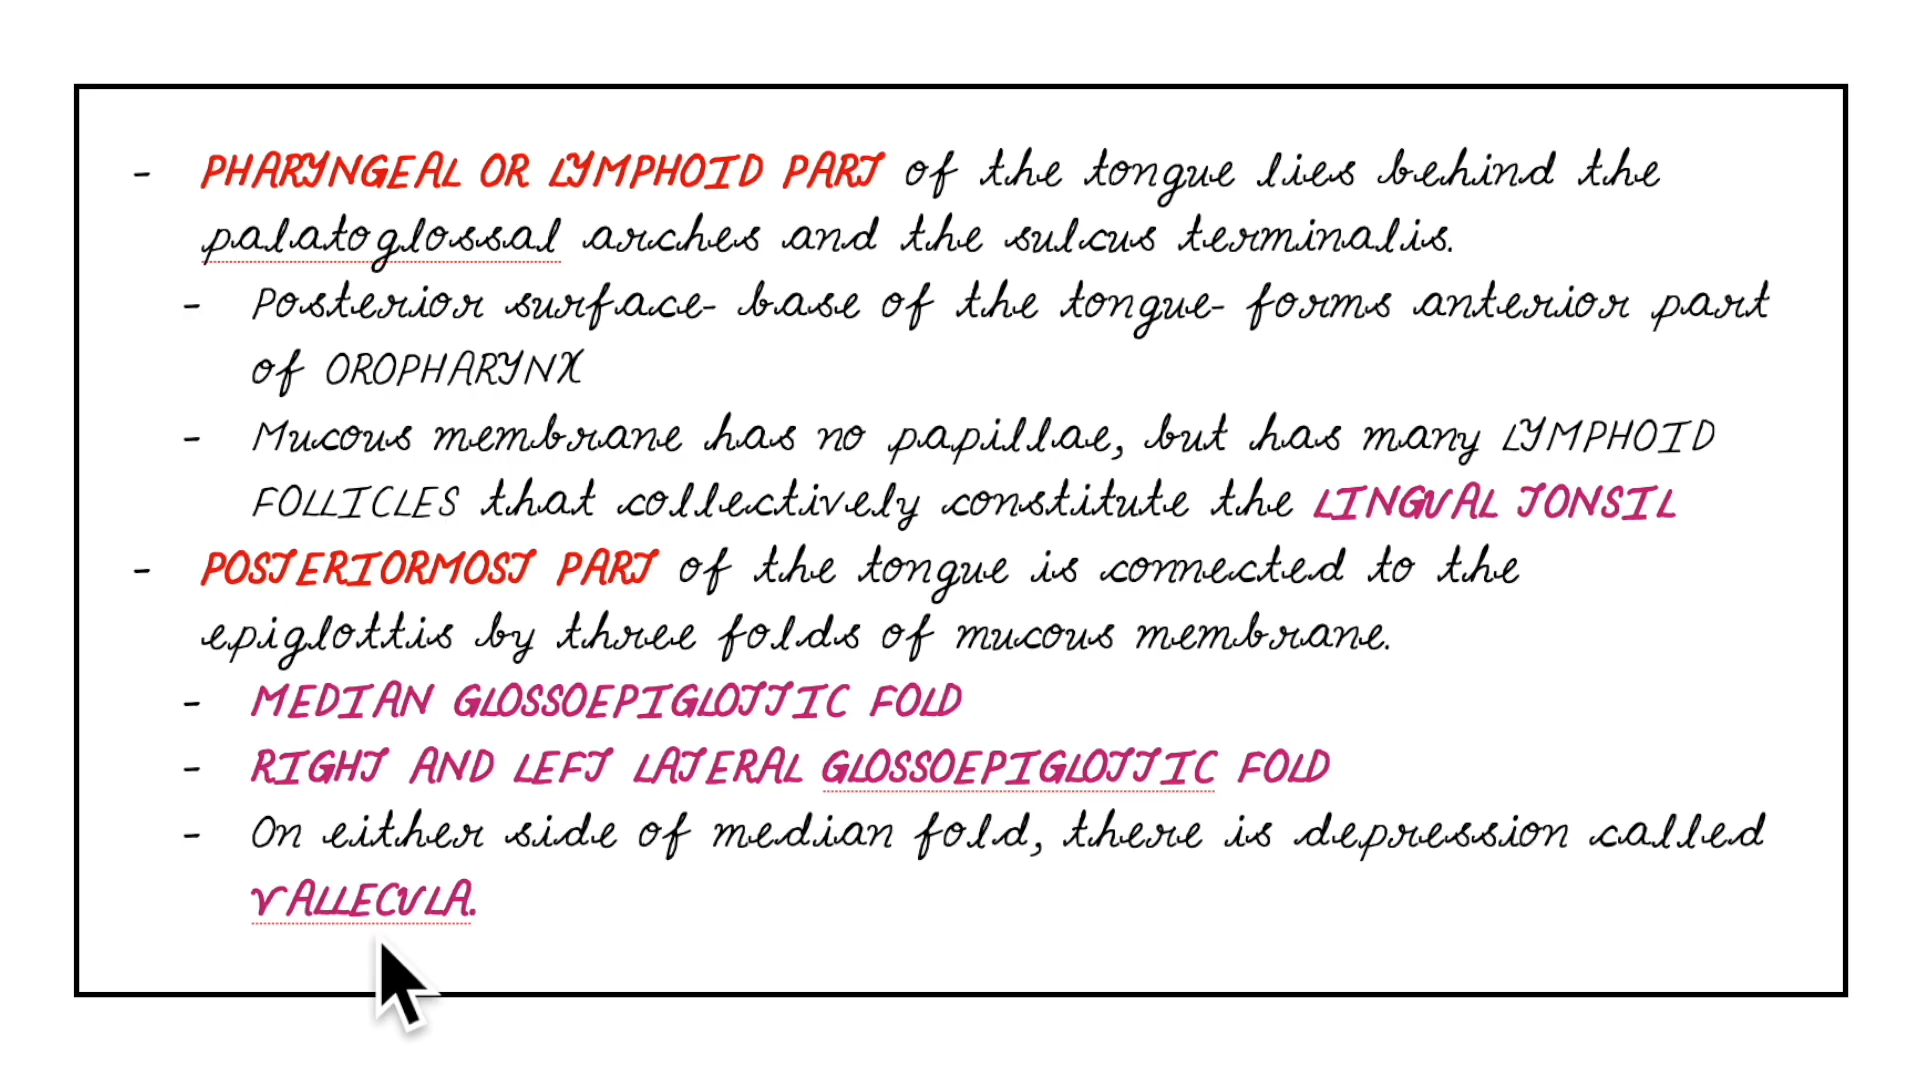 - PHARYNGEAL OR LYMPHOID PART of the tongue lies behind the
palatoglossal arches and the sulcus terminalis.
- Posterior surface- base of the tongue- forms anterior part
of OROPHARYNX
- Mucous membrane has no papillae, but has many LYMPHOID
FOLLICLES that collectively constitute the LINGUAL TONSIL
- POSTERIORMOST PART of the tongue is connected to the
epiglottis by three folds of mucous membrane.
- MEDIAN GLOSSOEPIGLOTTIC FOLD
- RIGHT AND LEFT LATERAL GLOSSOEPIGLOTTIC FOLD
- On either side of median fold, there is depression called
VALLECULA.